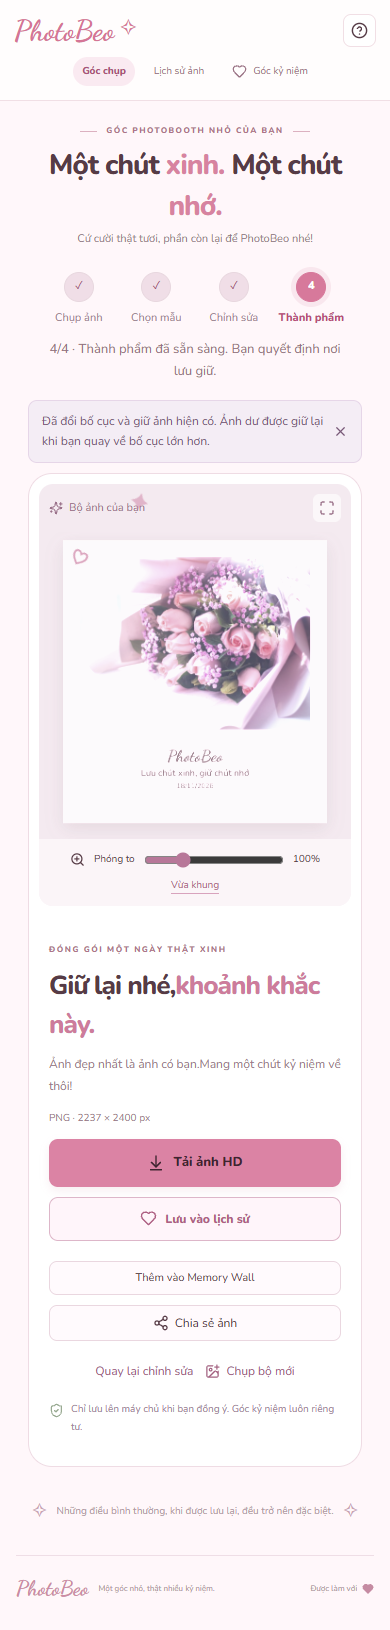 PhotoBeo
Góc chụp Lịch sử ảnh Góc kỷ niệm
GÓC PHOTOBOOTH NHỎ CỦA BẠN
Một chút xinh. Một chút
nhớ.
Cứ cười thật tươi, phần còn lại để PhotoBeo nhé!
✓ ✓ ✓ 4
Chụp ảnh Chọn mẫu Chỉnh sửa Thành phẩm
4/4 · Thành phẩm đã sẵn sàng. Bạn quyết định nơi
lưu giữ.
Đã đổi bố cục và giữ ảnh hiện có. Ảnh dư được giữ lại
khi bạn quay về bố cục lớn hơn.
Bộ ảnh của bạn
PhotoBeo
Lưu chút xinh, giữ chút nhớ
Phóng to 100%
Vừa khung
ĐÓNG GÓI MỘT NGÀY THẬT XINH
Giữ lại nhé,khoảnh khắc
này.
Ảnh đẹp nhất là ảnh có bạn.Mang một chút kỷ niệm về
thôi!
PNG · 2237 × 2400 px
Tải ảnh HD
Lưu vào lịch sử
Thêm vào Memory Wall
Chia sẻ ảnh
Quay lại chỉnh sửa Chụp bộ mới
Chỉ lưu lên máy chủ khi bạn đồng ý. Góc kỷ niệm luôn riêng
tư.
Những điều bình thường, khi được lưu lại, đều trở nên đặc biệt.
PhotoBeo Một góc nhỏ, thật nhiều kỷ niệm. Được làm với